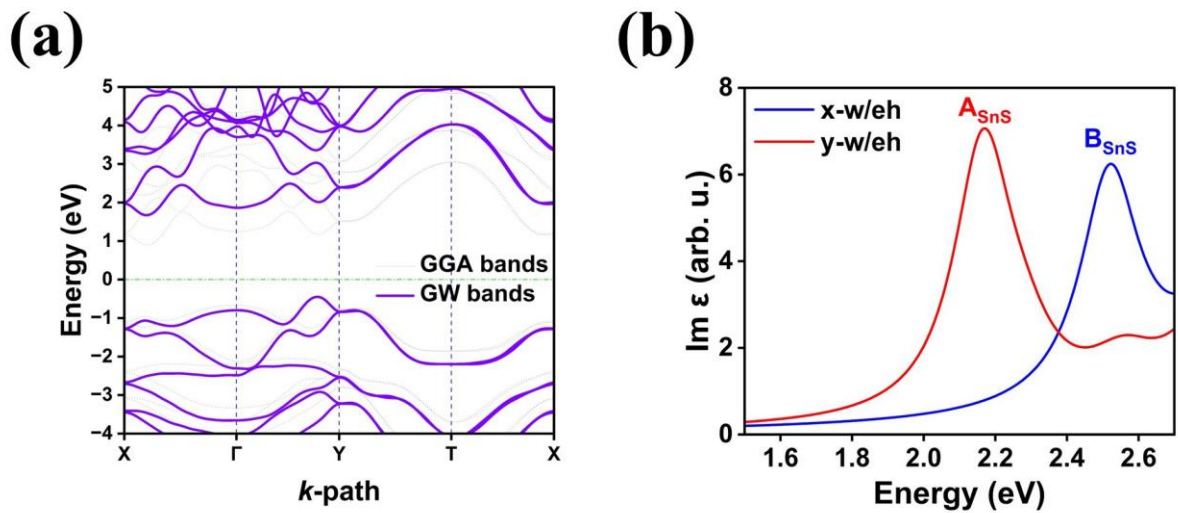 (a)
5
4
3
2
1
0
−1
−2
−3
−4
Energy (eV)
GGA bands
GW bands
X Γ Y T X
k-path
(b)
8
6
4
2
0
Im ε (arb. u.)
x-w/eh
y-w/eh
A_SnS
B_SnS
1.6 1.8 2.0 2.2 2.4 2.6
Energy (eV)